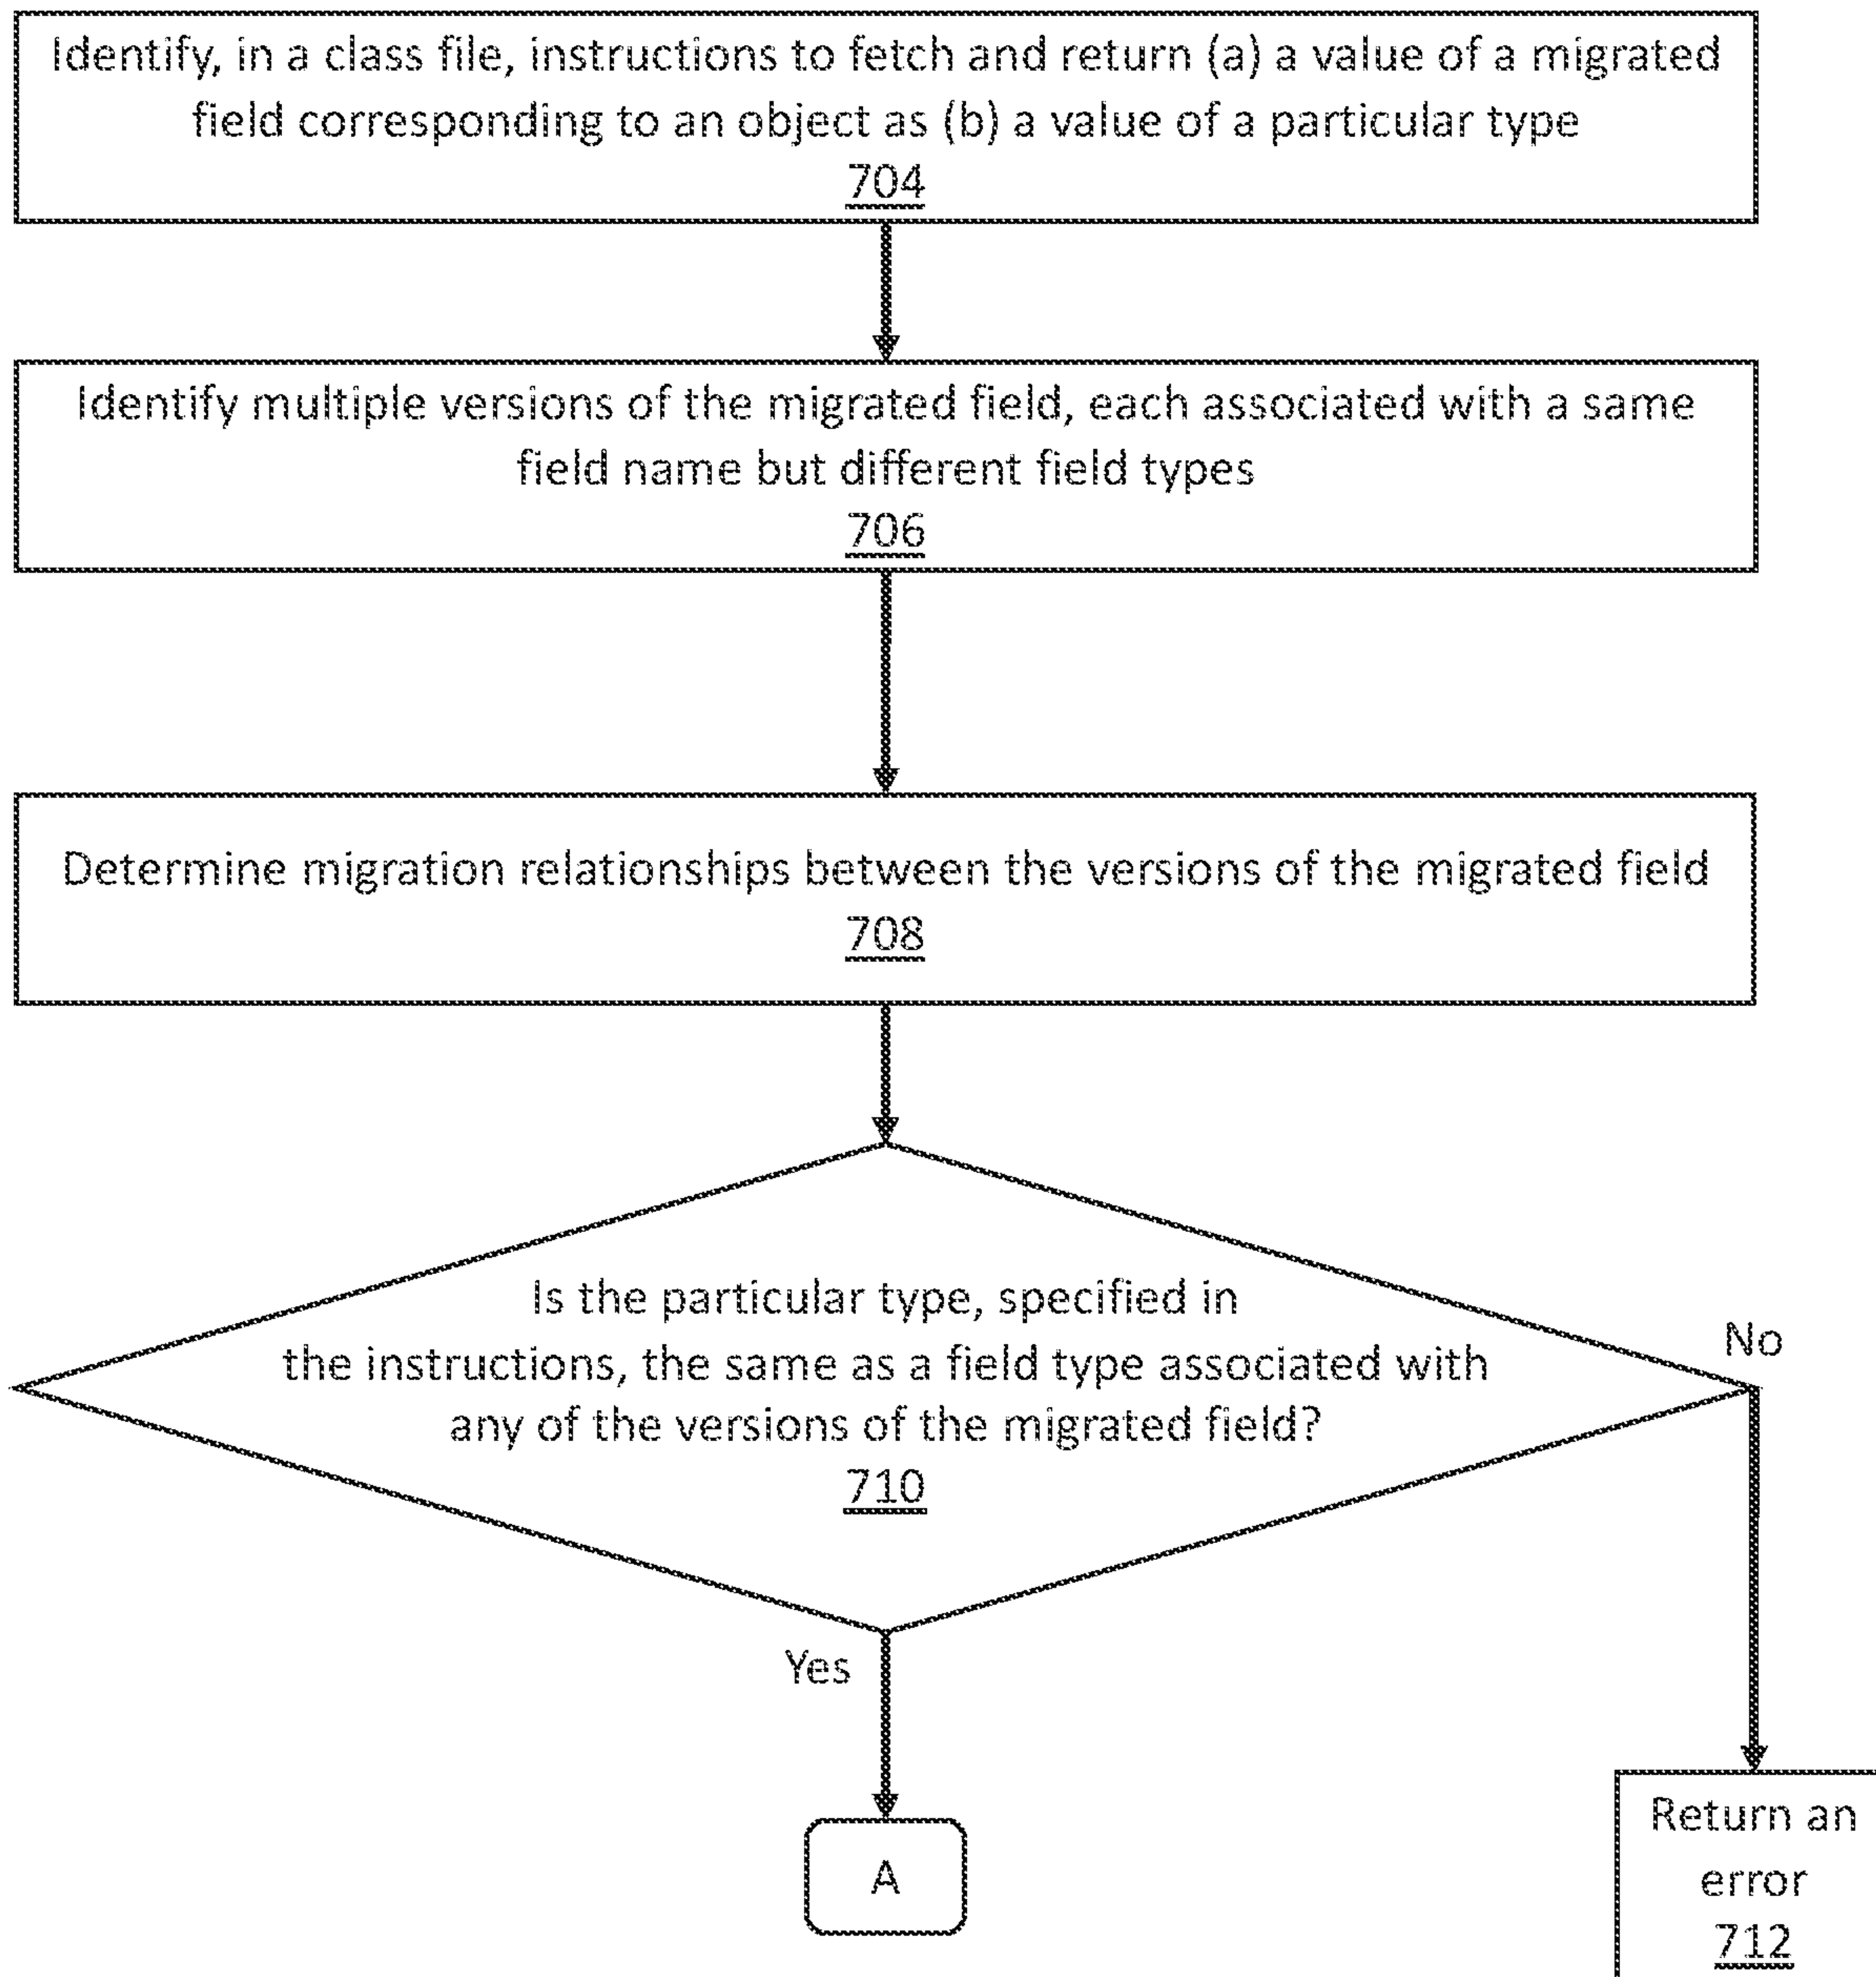 Identify, in a class file, instructions to fetch and return (a) a value of a migrated
field corresponding to an object as (b) a value of a particular type
704
Identify multiple versions of the migrated field, each associated with a same
field name but different field types
706
Determine migration relationships between the versions of the migrated field
708
Is the particular type, specified in
the instructions, the same as a field type associated with
any of the versions of the migrated field?
710
No
Yes
A
Return an
error
712